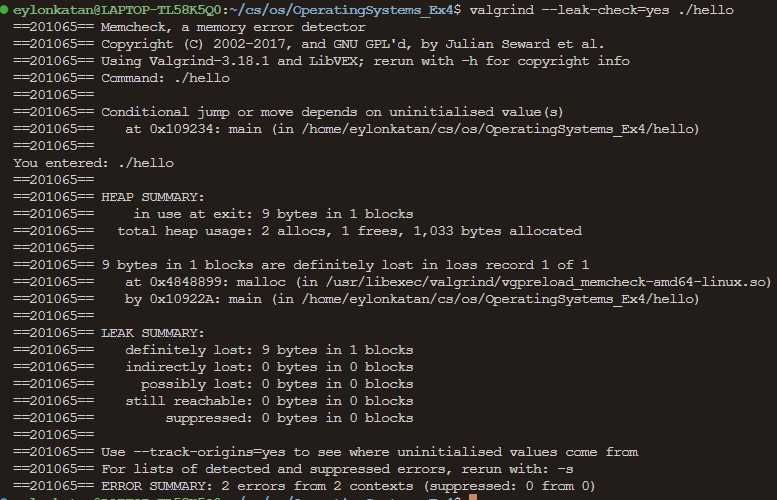 eylonkatan@LAPTOP-TL58K5Q0:~/cs/os/OperatingSystems_Ex4$ valgrind --leak-check=yes ./hello
==201065== Memcheck, a memory error detector
==201065== Copyright (C) 2002-2017, and GNU GPL'd, by Julian Seward et al.
==201065== Using Valgrind-3.18.1 and LibVEX; rerun with -h for copyright info
==201065== Command: ./hello
==201065==
==201065== Conditional jump or move depends on uninitialised value(s)
==201065==    at 0x109234: main (in /home/eylonkatan/cs/os/OperatingSystems_Ex4/hello)
==201065==
You entered: ./hello
==201065==
==201065== HEAP SUMMARY:
==201065==     in use at exit: 9 bytes in 1 blocks
==201065==   total heap usage: 2 allocs, 1 frees, 1,033 bytes allocated
==201065==
==201065== 9 bytes in 1 blocks are definitely lost in loss record 1 of 1
==201065==    at 0x4848899: malloc (in /usr/libexec/valgrind/vgpreload_memcheck-amd64-linux.so)
==201065==    by 0x10922A: main (in /home/eylonkatan/cs/os/OperatingSystems_Ex4/hello)
==201065==
==201065== LEAK SUMMARY:
==201065==    definitely lost: 9 bytes in 1 blocks
==201065==    indirectly lost: 0 bytes in 0 blocks
==201065==      possibly lost: 0 bytes in 0 blocks
==201065==    still reachable: 0 bytes in 0 blocks
==201065==         suppressed: 0 bytes in 0 blocks
==201065==
==201065== Use --track-origins=yes to see where uninitialised values come from
==201065== For lists of detected and suppressed errors, rerun with: -s
==201065== ERROR SUMMARY: 2 errors from 2 contexts (suppressed: 0 from 0)